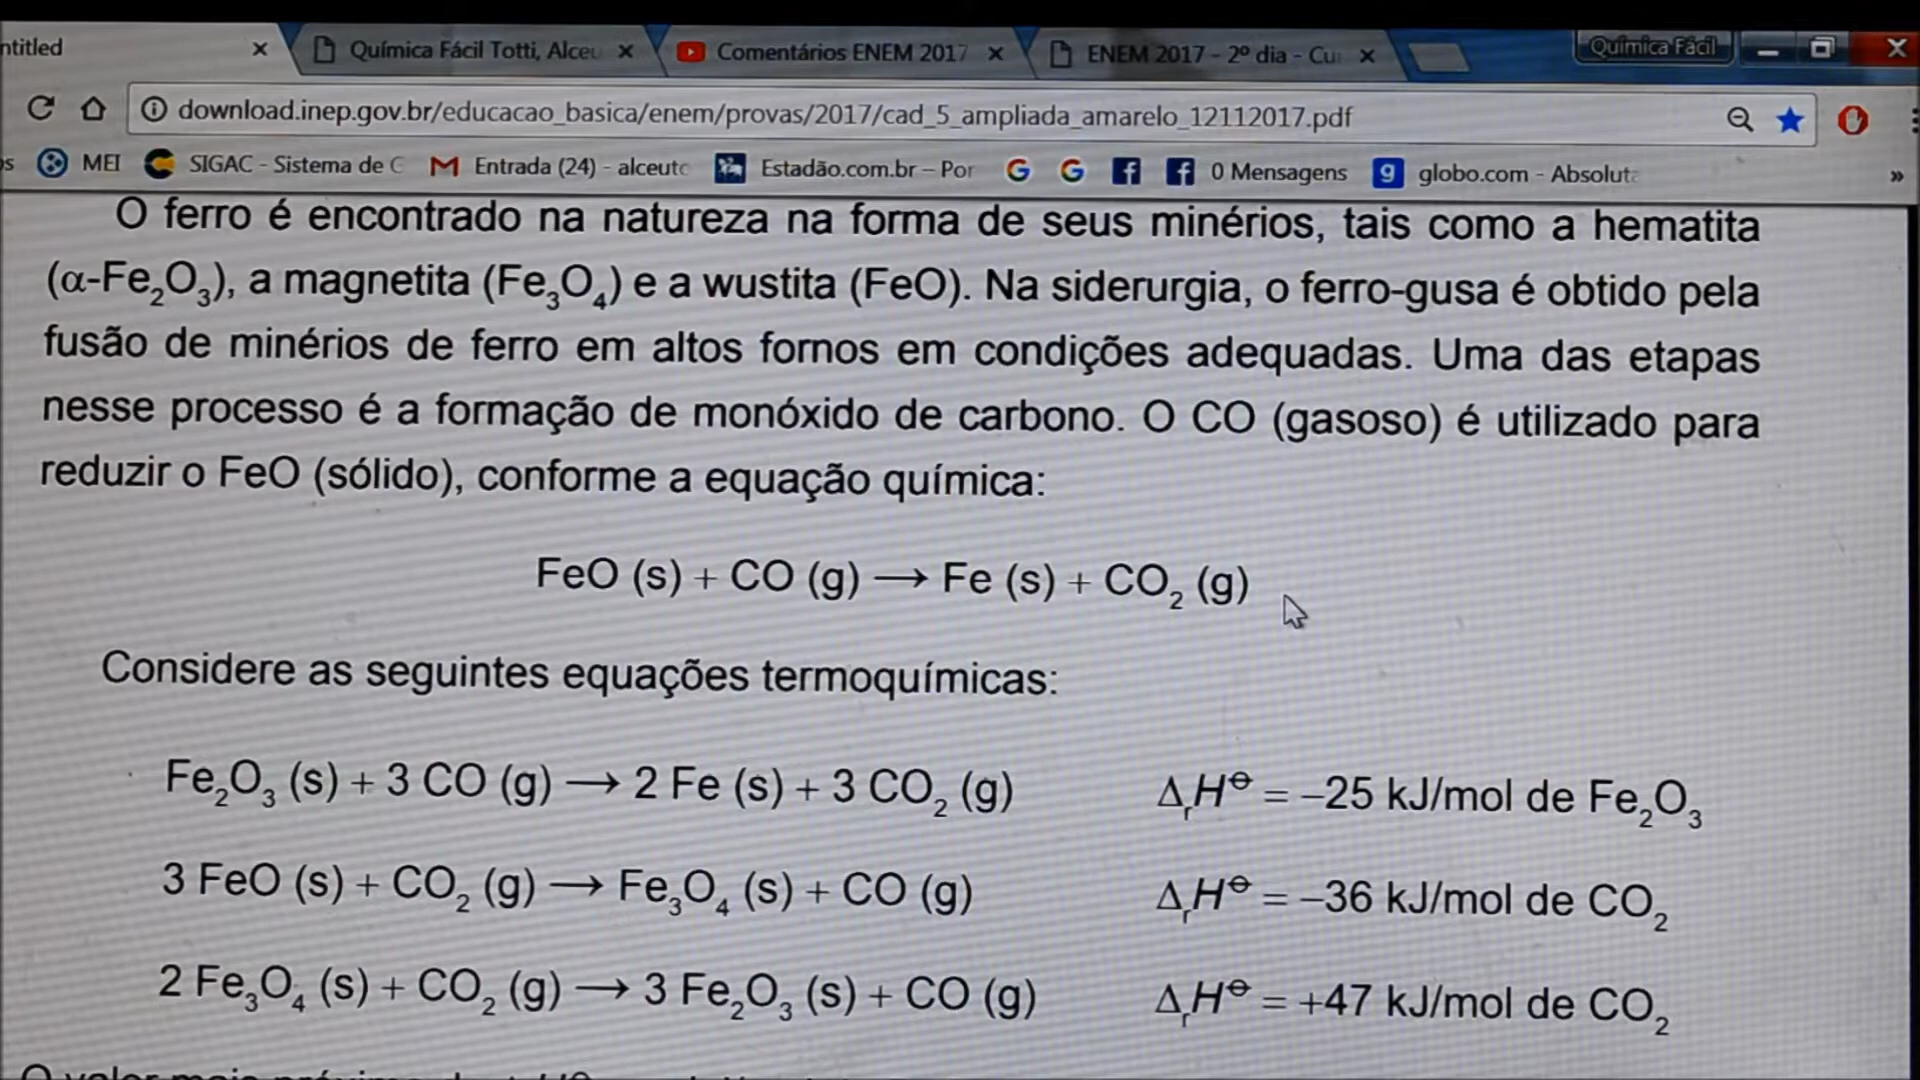 ntitled
Química Fácil Totti, Alceu
Comentários ENEM 2017
ENEM 2017 - 2º dia - Cu
Química Fácil
download.inep.gov.br/educacao_basica/enem/provas/2017/cad_5_ampliada_amarelo_12112017.pdf
os MEI SIGAC - Sistema de G Entrada (24) - alceutc Estadão.com.br – Por 0 Mensagens globo.com - Absoluta »
O ferro é encontrado na natureza na forma de seus minérios, tais como a hematita
(α-Fe₂O₃), a magnetita (Fe₃O₄) e a wustita (FeO). Na siderurgia, o ferro-gusa é obtido pela
fusão de minérios de ferro em altos fornos em condições adequadas. Uma das etapas
nesse processo é a formação de monóxido de carbono. O CO (gasoso) é utilizado para
reduzir o FeO (sólido), conforme a equação química:
FeO (s) + CO (g) → Fe (s) + CO₂ (g)
Considere as seguintes equações termoquímicas:
Fe₂O₃ (s) + 3 CO (g) → 2 Fe (s) + 3 CO₂ (g) ΔᵣH⊖ = –25 kJ/mol de Fe₂O₃
3 FeO (s) + CO₂ (g) → Fe₃O₄ (s) + CO (g) ΔᵣH⊖ = –36 kJ/mol de CO₂
2 Fe₃O₄ (s) + CO₂ (g) → 3 Fe₂O₃ (s) + CO (g) ΔᵣH⊖ = +47 kJ/mol de CO₂
O valor mais próximo de